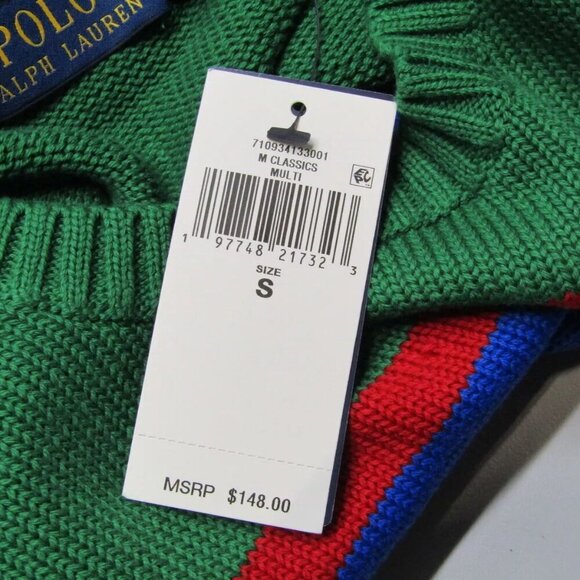 POLO
RALPH LAUREN
710934133001
M CLASSICS
MULTI
1 97748 21732 3
SIZE
S
MSRP $148.00